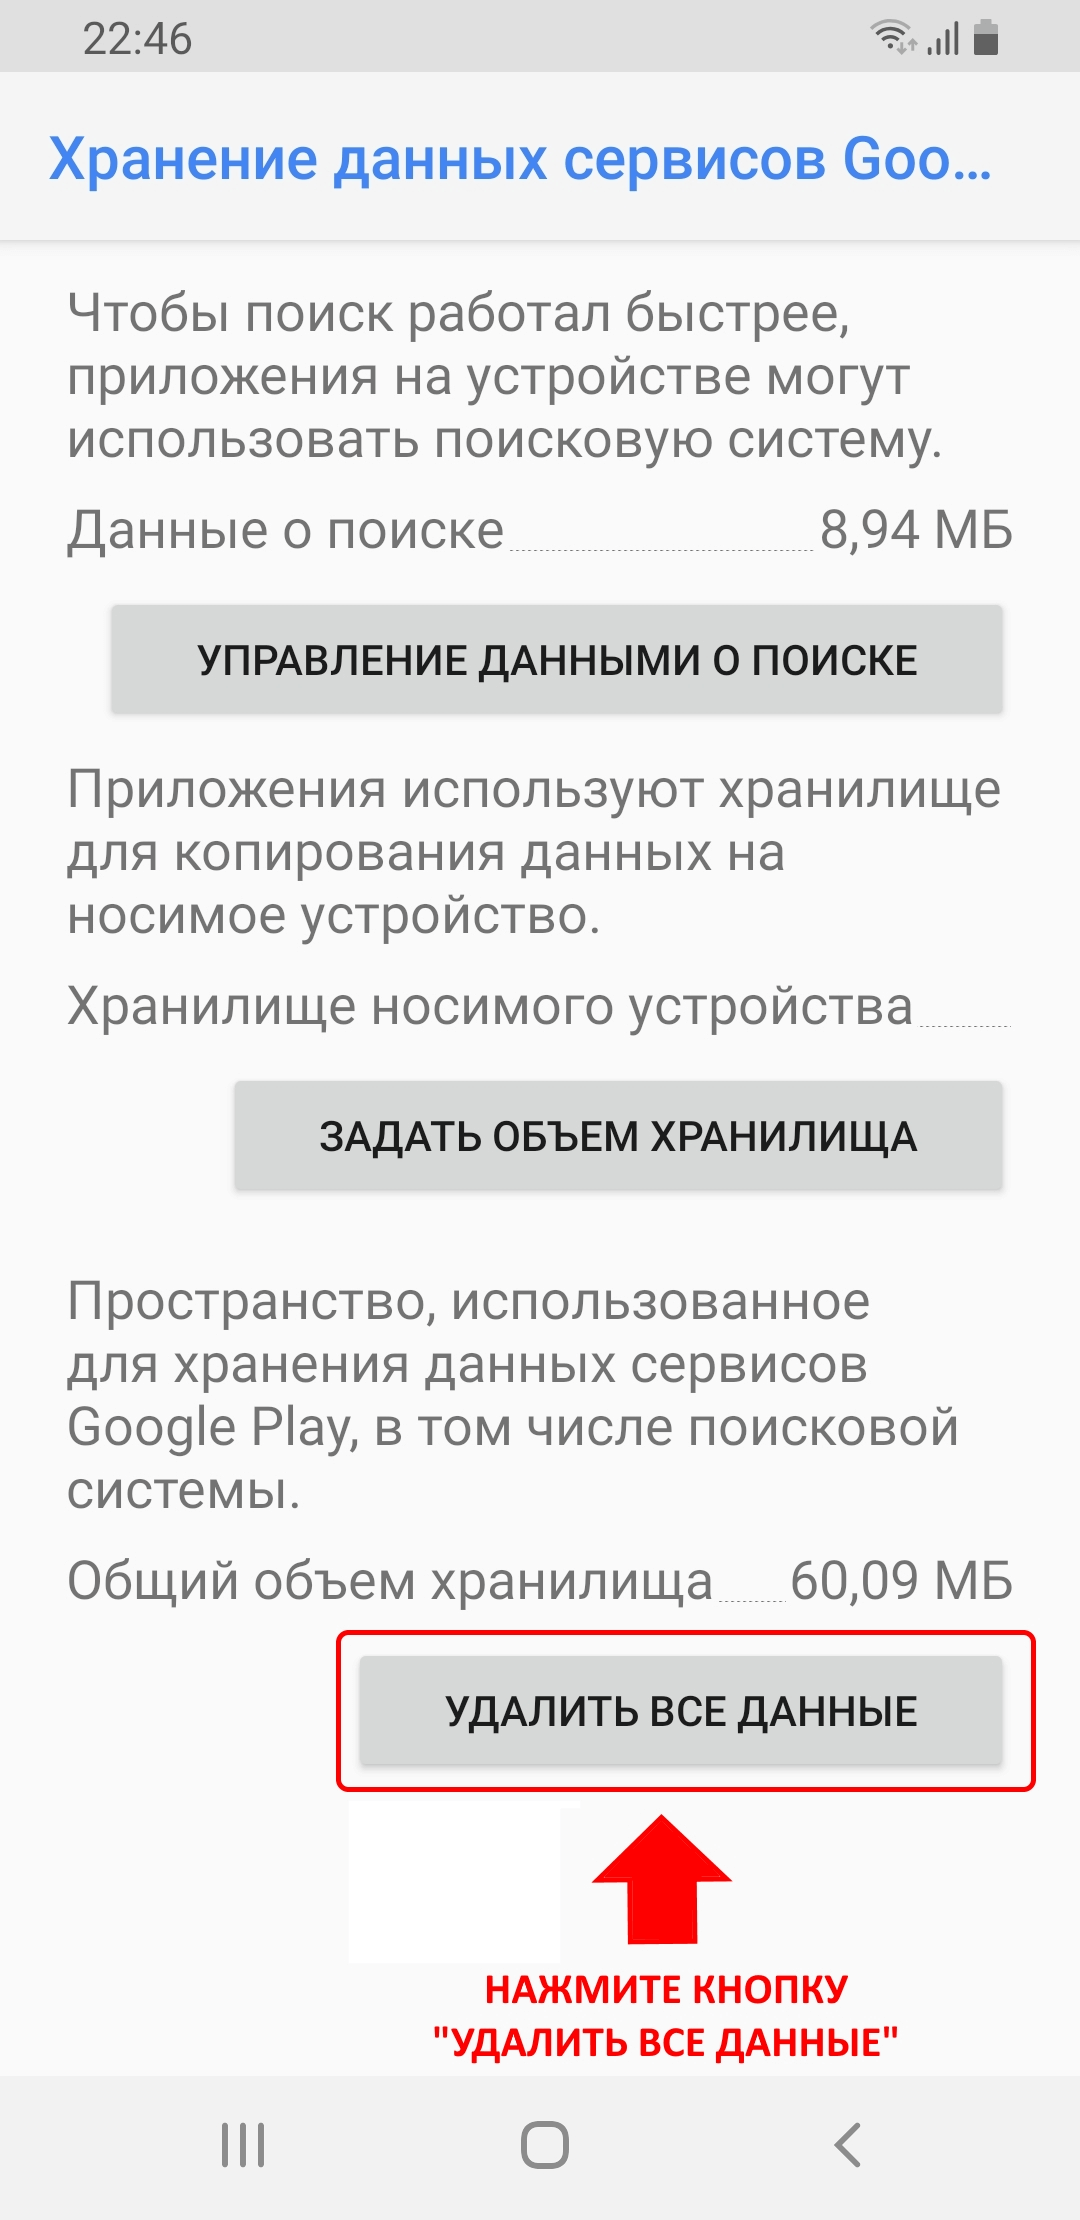 22:46
Хранение данных сервисов Goo...
Чтобы поиск работал быстрее,
приложения на устройстве могут
использовать поисковую систему.
Данные о поиске 8,94 МБ
УПРАВЛЕНИЕ ДАННЫМИ О ПОИСКЕ
Приложения используют хранилище
для копирования данных на
носимое устройство.
Хранилище носимого устройства
ЗАДАТЬ ОБЪЕМ ХРАНИЛИЩА
Пространство, использованное
для хранения данных сервисов
Google Play, в том числе поисковой
системы.
Общий объем хранилища 60,09 МБ
УДАЛИТЬ ВСЕ ДАННЫЕ
НАЖМИТЕ КНОПКУ
"УДАЛИТЬ ВСЕ ДАННЫЕ"